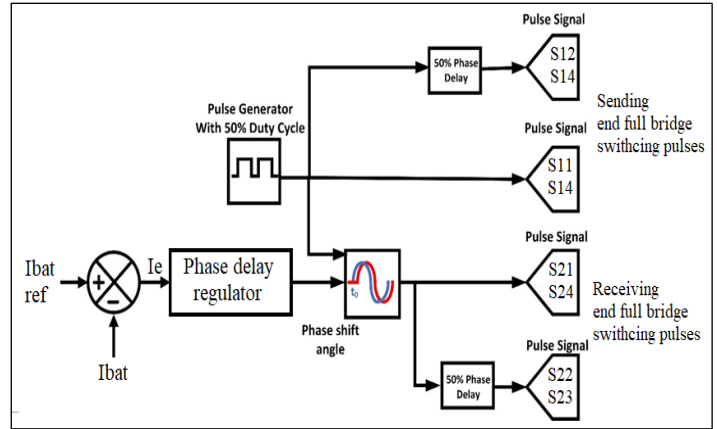 Pulse Signal
50% Phase
Delay
S12
S14
Sending
end full bridge
swithcing pulses
Pulse Generator
With 50% Duty Cycle
Pulse Signal
S11
S14
Pulse Signal
S21
S24
Receiving
end full bridge
swithcing pulses
Ibat
ref
+
−
Ie
Phase delay
regulator
t₀
Phase shift
angle
Ibat
Pulse Signal
50% Phase
Delay
S22
S23